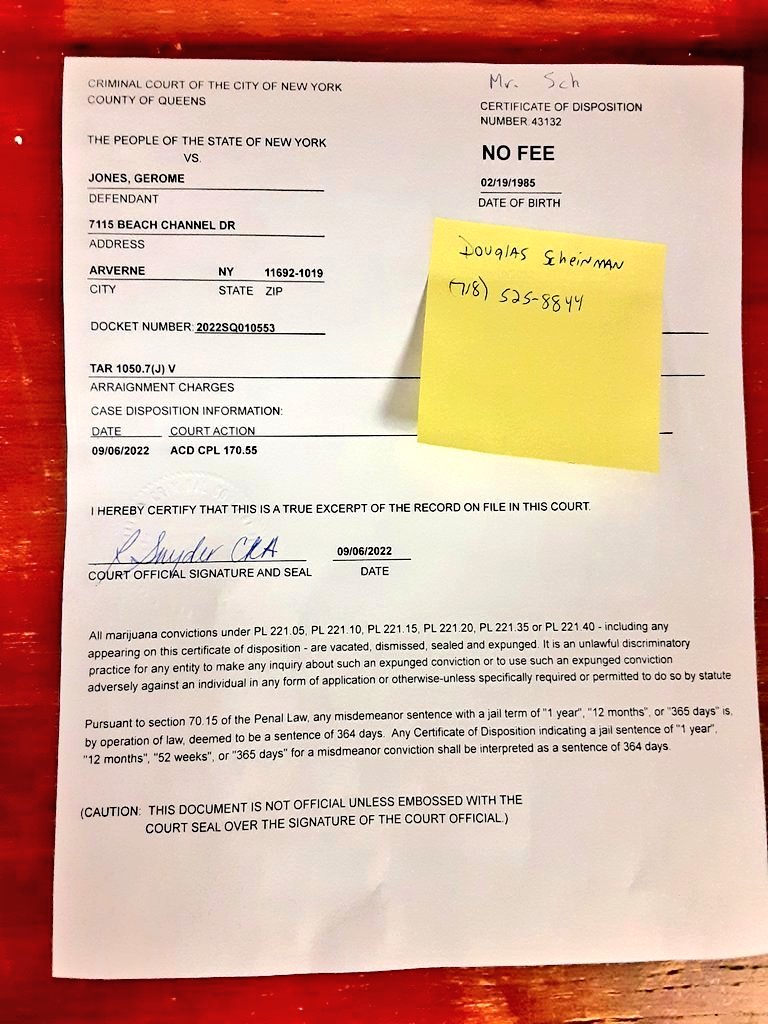 Mr. Sch
CRIMINAL COURT OF THE CITY OF NEW YORK
COUNTY OF QUEENS
CERTIFICATE OF DISPOSITION
NUMBER: 43132
THE PEOPLE OF THE STATE OF NEW YORK
VS.
NO FEE
JONES, GEROME
DEFENDANT
02/19/1985
DATE OF BIRTH
7115 BEACH CHANNEL DR
ADDRESS
ARVERNE NY 11692-1019
CITY STATE ZIP
Douglas Scheinman
(718) 525-8844
DOCKET NUMBER: 2022SQ010553
TAR 1050.7(J) V
ARRAIGNMENT CHARGES
CASE DISPOSITION INFORMATION:
DATE COURT ACTION
09/06/2022 ACD CPL 170.55
I HEREBY CERTIFY THAT THIS IS A TRUE EXCERPT OF THE RECORD ON FILE IN THIS COURT.
R Snyder CRA 09/06/2022
COURT OFFICIAL SIGNATURE AND SEAL DATE
All marijuana convictions under PL 221.05, PL 221.10, PL 221.15, PL 221.20, PL 221.35 or PL 221.40 - including any
appearing on this certificate of disposition - are vacated, dismissed, sealed and expunged. It is an unlawful discriminatory
practice for any entity to make any inquiry about such an expunged conviction or to use such an expunged conviction
adversely against an individual in any form of application or otherwise-unless specifically required or permitted to do so by statute
Pursuant to section 70.15 of the Penal Law, any misdemeanor sentence with a jail term of "1 year", "12 months", or "365 days" is,
by operation of law, deemed to be a sentence of 364 days. Any Certificate of Disposition indicating a jail sentence of "1 year",
"12 months", "52 weeks", or "365 days" for a misdmeanor conviction shall be interpreted as a sentence of 364 days.
(CAUTION: THIS DOCUMENT IS NOT OFFICIAL UNLESS EMBOSSED WITH THE
COURT SEAL OVER THE SIGNATURE OF THE COURT OFFICIAL.)